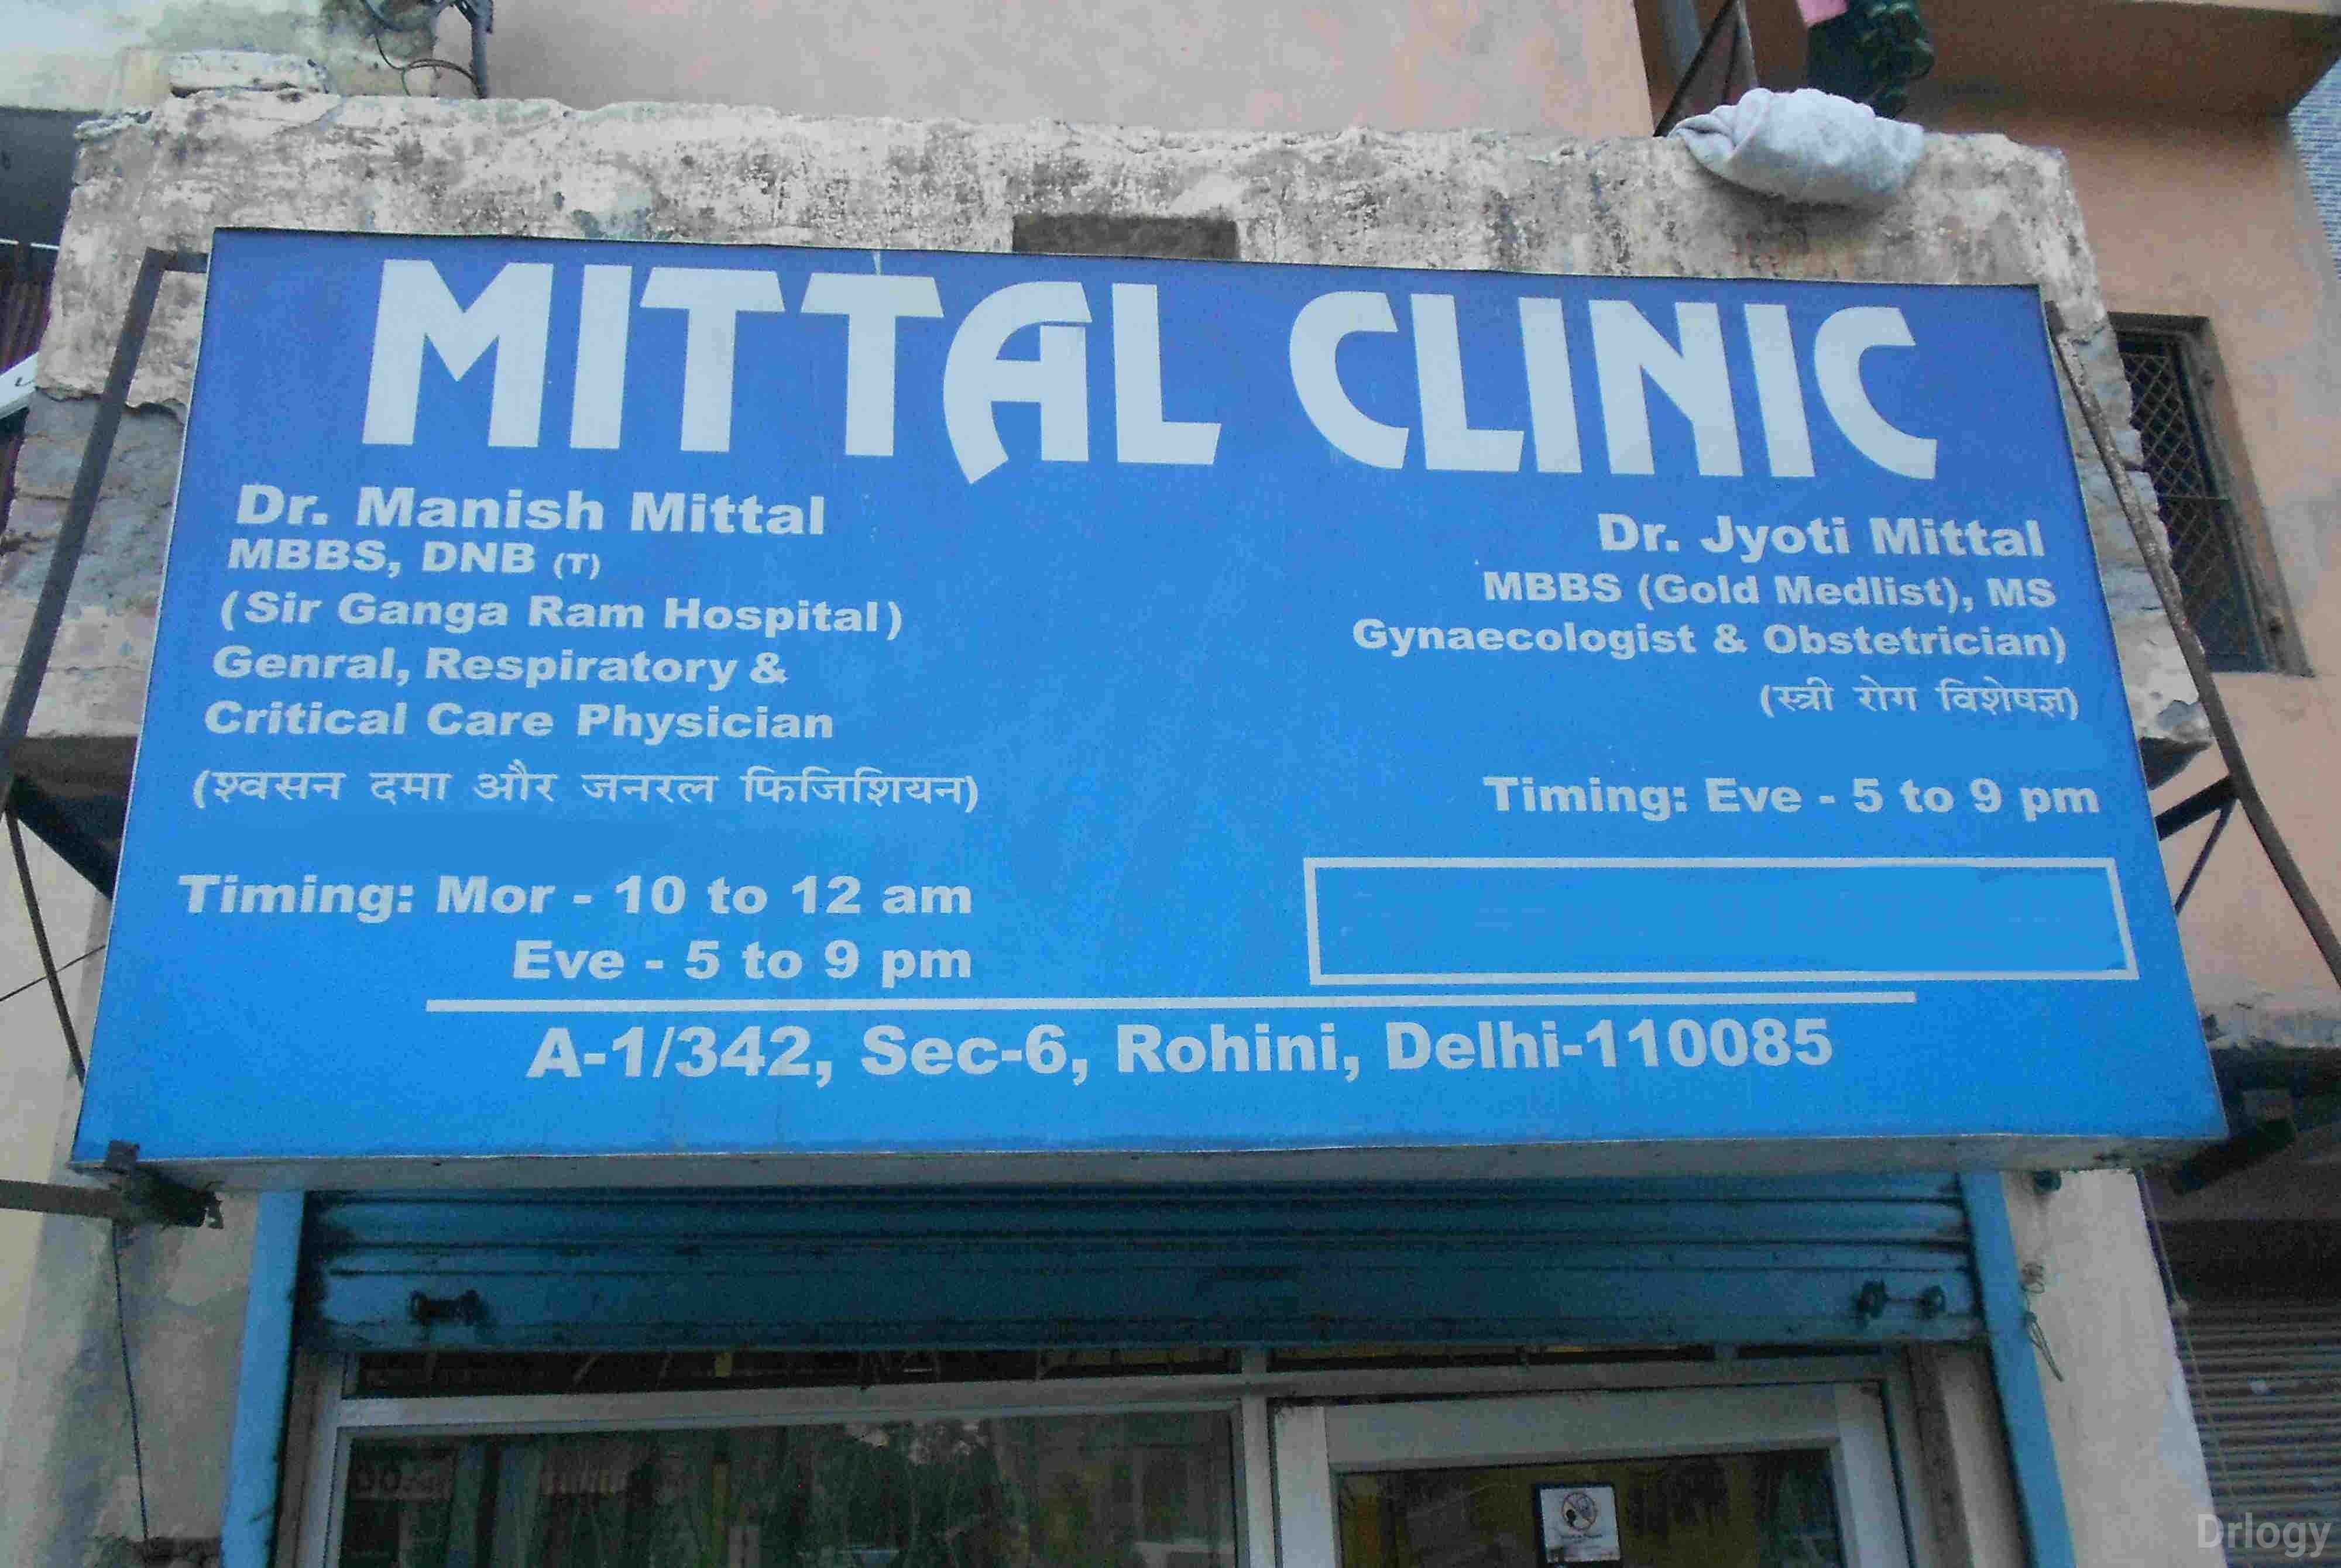 MITTAL CLINIC
Dr. Manish Mittal
MBBS, DNB (T)
(Sir Ganga Ram Hospital)
Genral, Respiratory &
Critical Care Physician
(श्वसन दमा और जनरल फिजिशियन)
Timing: Mor - 10 to 12 am
Eve - 5 to 9 pm
Dr. Jyoti Mittal
MBBS (Gold Medlist), MS
Gynaecologist & Obstetrician)
(स्त्री रोग विशेषज्ञ)
Timing: Eve - 5 to 9 pm
A-1/342, Sec-6, Rohini, Delhi-110085
Drlogy